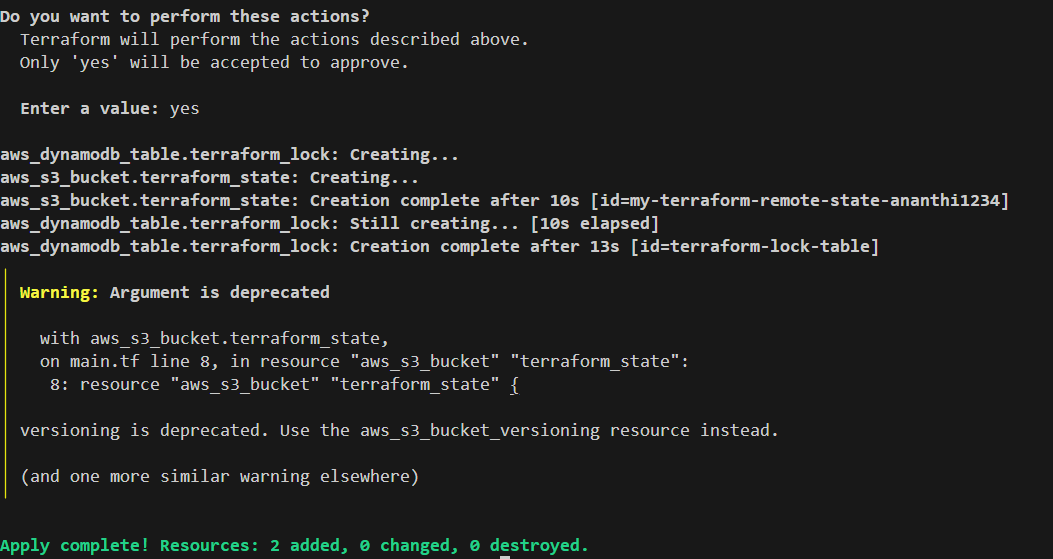 Do you want to perform these actions?
Terraform will perform the actions described above.
Only 'yes' will be accepted to approve.
Enter a value: yes
aws_dynamodb_table.terraform_lock: Creating...
aws_s3_bucket.terraform_state: Creating...
aws_s3_bucket.terraform_state: Creation complete after 10s [id=my-terraform-remote-state-ananthi1234]
aws_dynamodb_table.terraform_lock: Still creating... [10s elapsed]
aws_dynamodb_table.terraform_lock: Creation complete after 13s [id=terraform-lock-table]
Warning: Argument is deprecated
with aws_s3_bucket.terraform_state,
on main.tf line 8, in resource "aws_s3_bucket" "terraform_state":
8: resource "aws_s3_bucket" "terraform_state" {
versioning is deprecated. Use the aws_s3_bucket_versioning resource instead.
(and one more similar warning elsewhere)
Apply complete! Resources: 2 added, 0 changed, 0 destroyed.